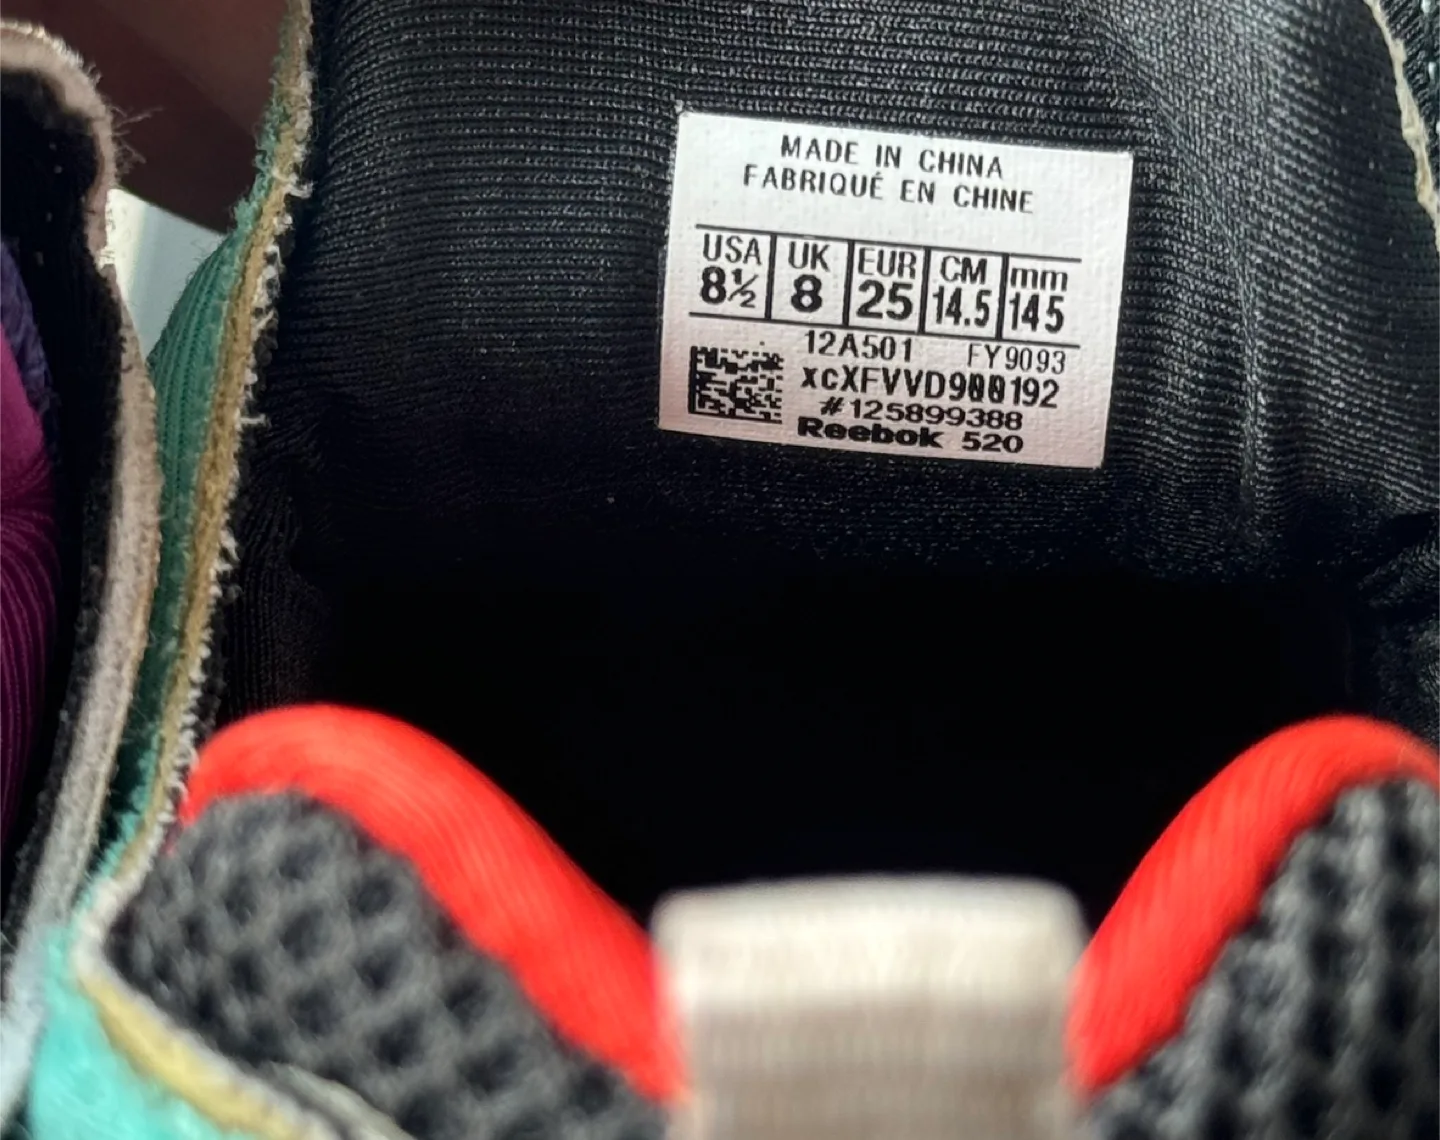 MADE IN CHINA
FABRIQUÉ EN CHINE
USA UK EUR CM mm
8½ 8 25 14.5 145
12A501 FY9093
#125899388
Reebok 520